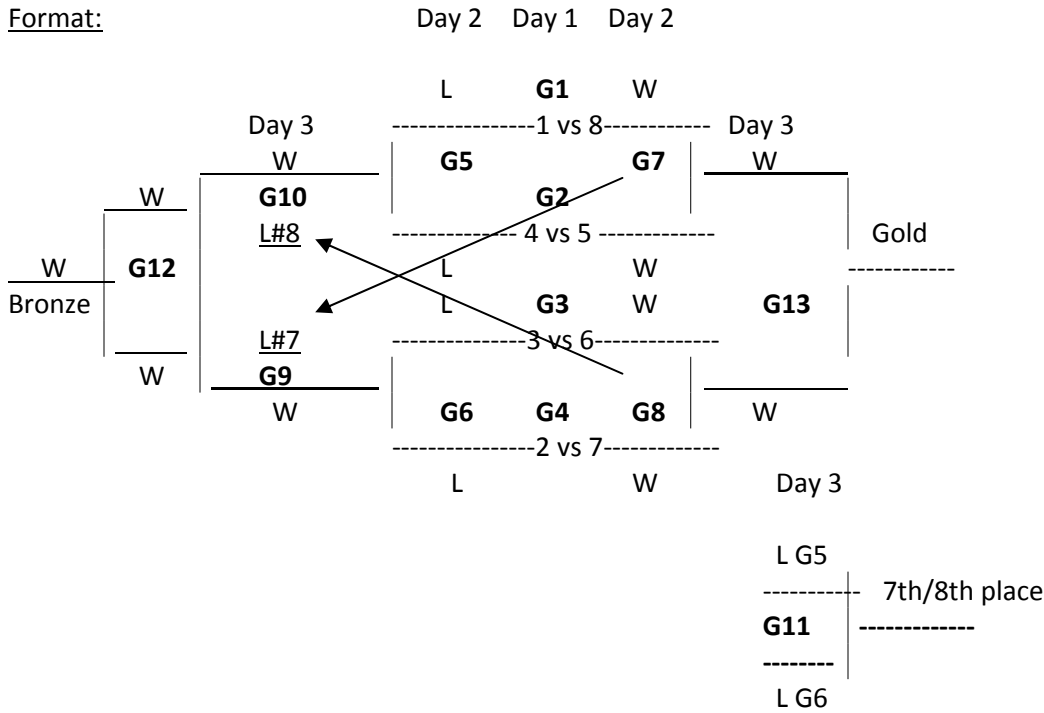 Format: Day 2 Day 1 Day 2
L G1 W
Day 3 1 vs 8 Day 3
W G5 G7 W
W G10 G2
L#8 4 vs 5 Gold
W G12 L W
Bronze L G3 W G13
L#7 3 vs 6
W G9
W G6 G4 G8 W
2 vs 7
L W Day 3
L G5
7th/8th place
G11
L G6